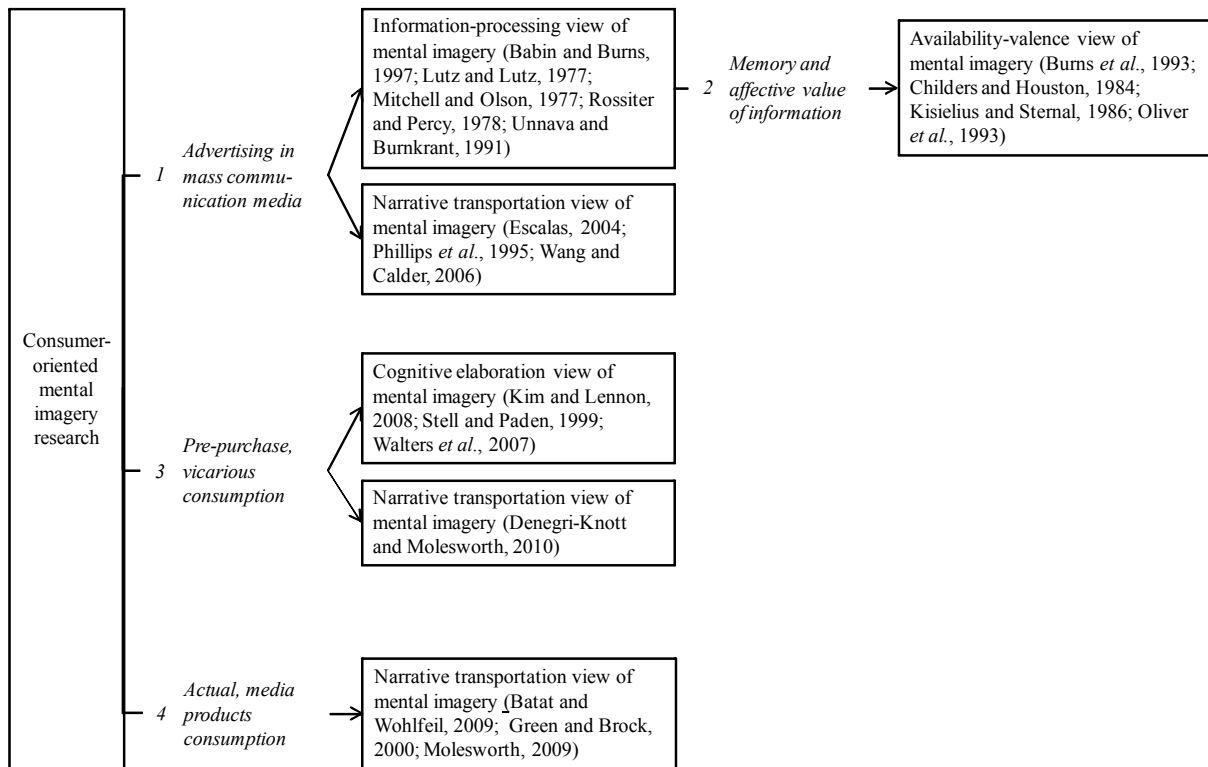 Consumer-
oriented
mental
imagery
research
1 Advertising in
mass commu-
nication media
Information-processing view of
mental imagery (Babin and Burns,
1997; Lutz and Lutz, 1977;
Mitchell and Olson, 1977; Rossiter
and Percy, 1978; Unnava and
Burnkrant, 1991)
2 Memory and
affective value
of information
Availability-valence view of
mental imagery (Burns et al., 1993;
Childers and Houston, 1984;
Kisielius and Sternal, 1986; Oliver
et al., 1993)
Narrative transportation view of
mental imagery (Escalas, 2004;
Phillips et al., 1995; Wang and
Calder, 2006)
3 Pre-purchase,
vicarious
consumption
Cognitive elaboration view of
mental imagery (Kim and Lennon,
2008; Stell and Paden, 1999;
Walters et al., 2007)
Narrative transportation view of
mental imagery (Denegri-Knott
and Molesworth, 2010)
4 Actual, media
products
consumption
Narrative transportation view of
mental imagery (Batat and
Wohlfeil, 2009; Green and Brock,
2000; Molesworth, 2009)